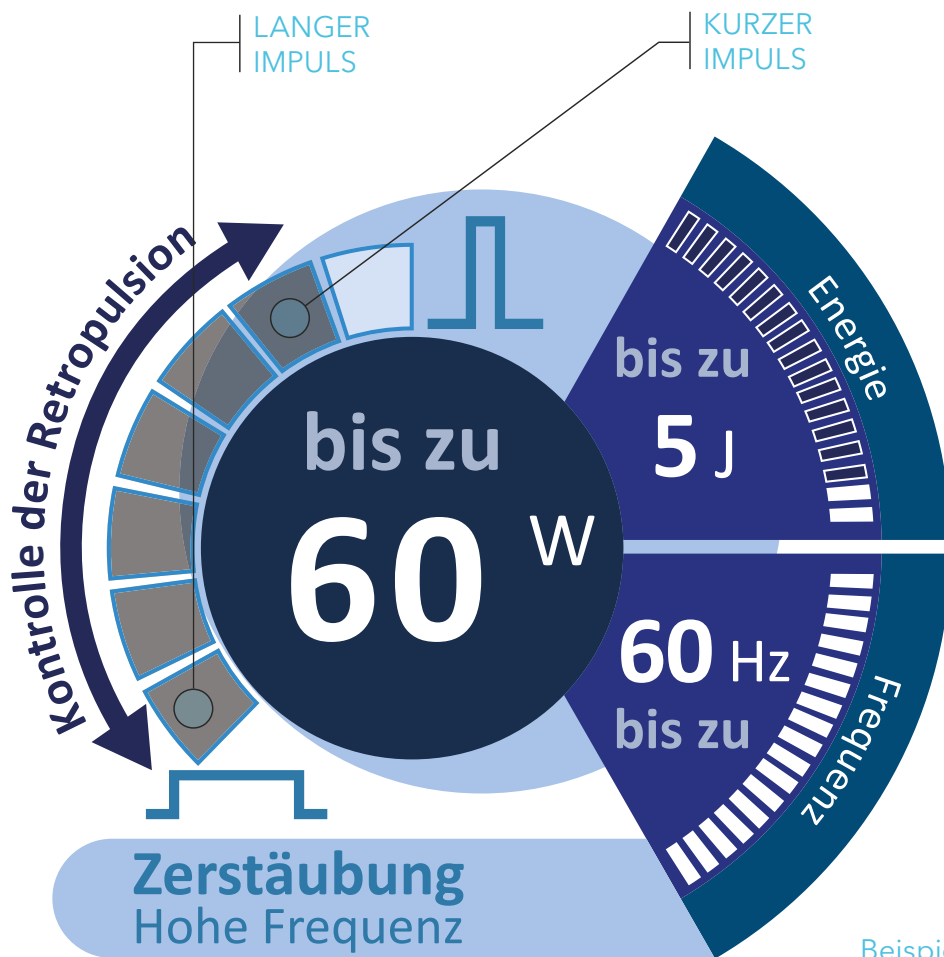 LANGER
IMPULS
KURZER
IMPULS
Kontrolle der Retropulsion
bis zu
60 W
Energie
bis zu
5 J
60 Hz
bis zu
Frequenz
Zerstäubung
Hohe Frequenz